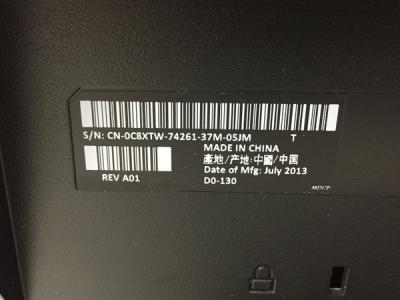 S/N: CN-0C8XTW-74261-37M-05JM T
MADE IN CHINA
產地/产地:中國/中国
Date of Mfg: July 2013
REV A01
D0-130
MDCP